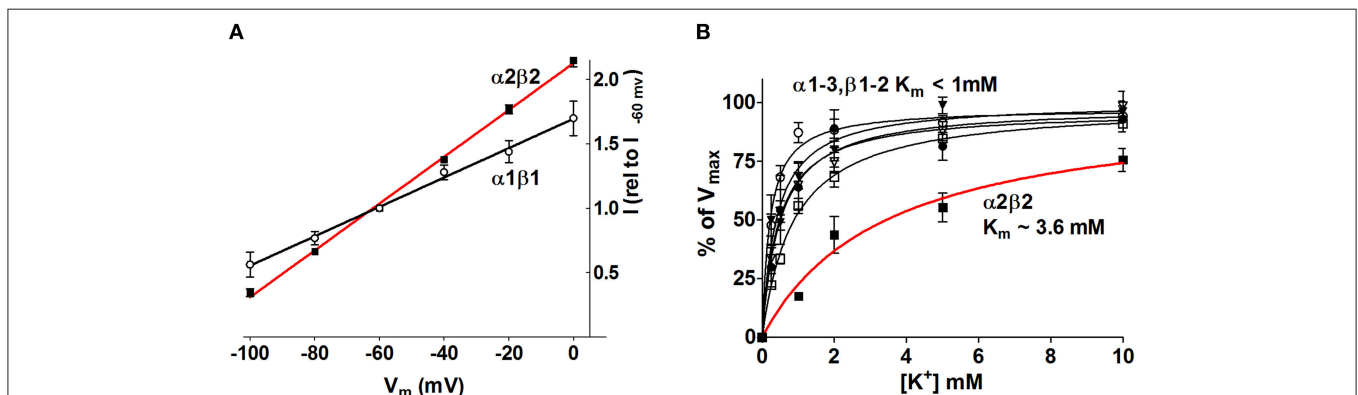 A
α2β2
α1β1
2.0
1.5
1.0
0.5
I (rel to I -60 mv)
-100 -80 -60 -40 -20 0
Vm (mV)
B
α1-3,β1-2 Km < 1mM
100
75
50
25
0
% of Vmax
α2β2
Km ~ 3.6 mM
0 2 4 6 8 10
[K+] mM